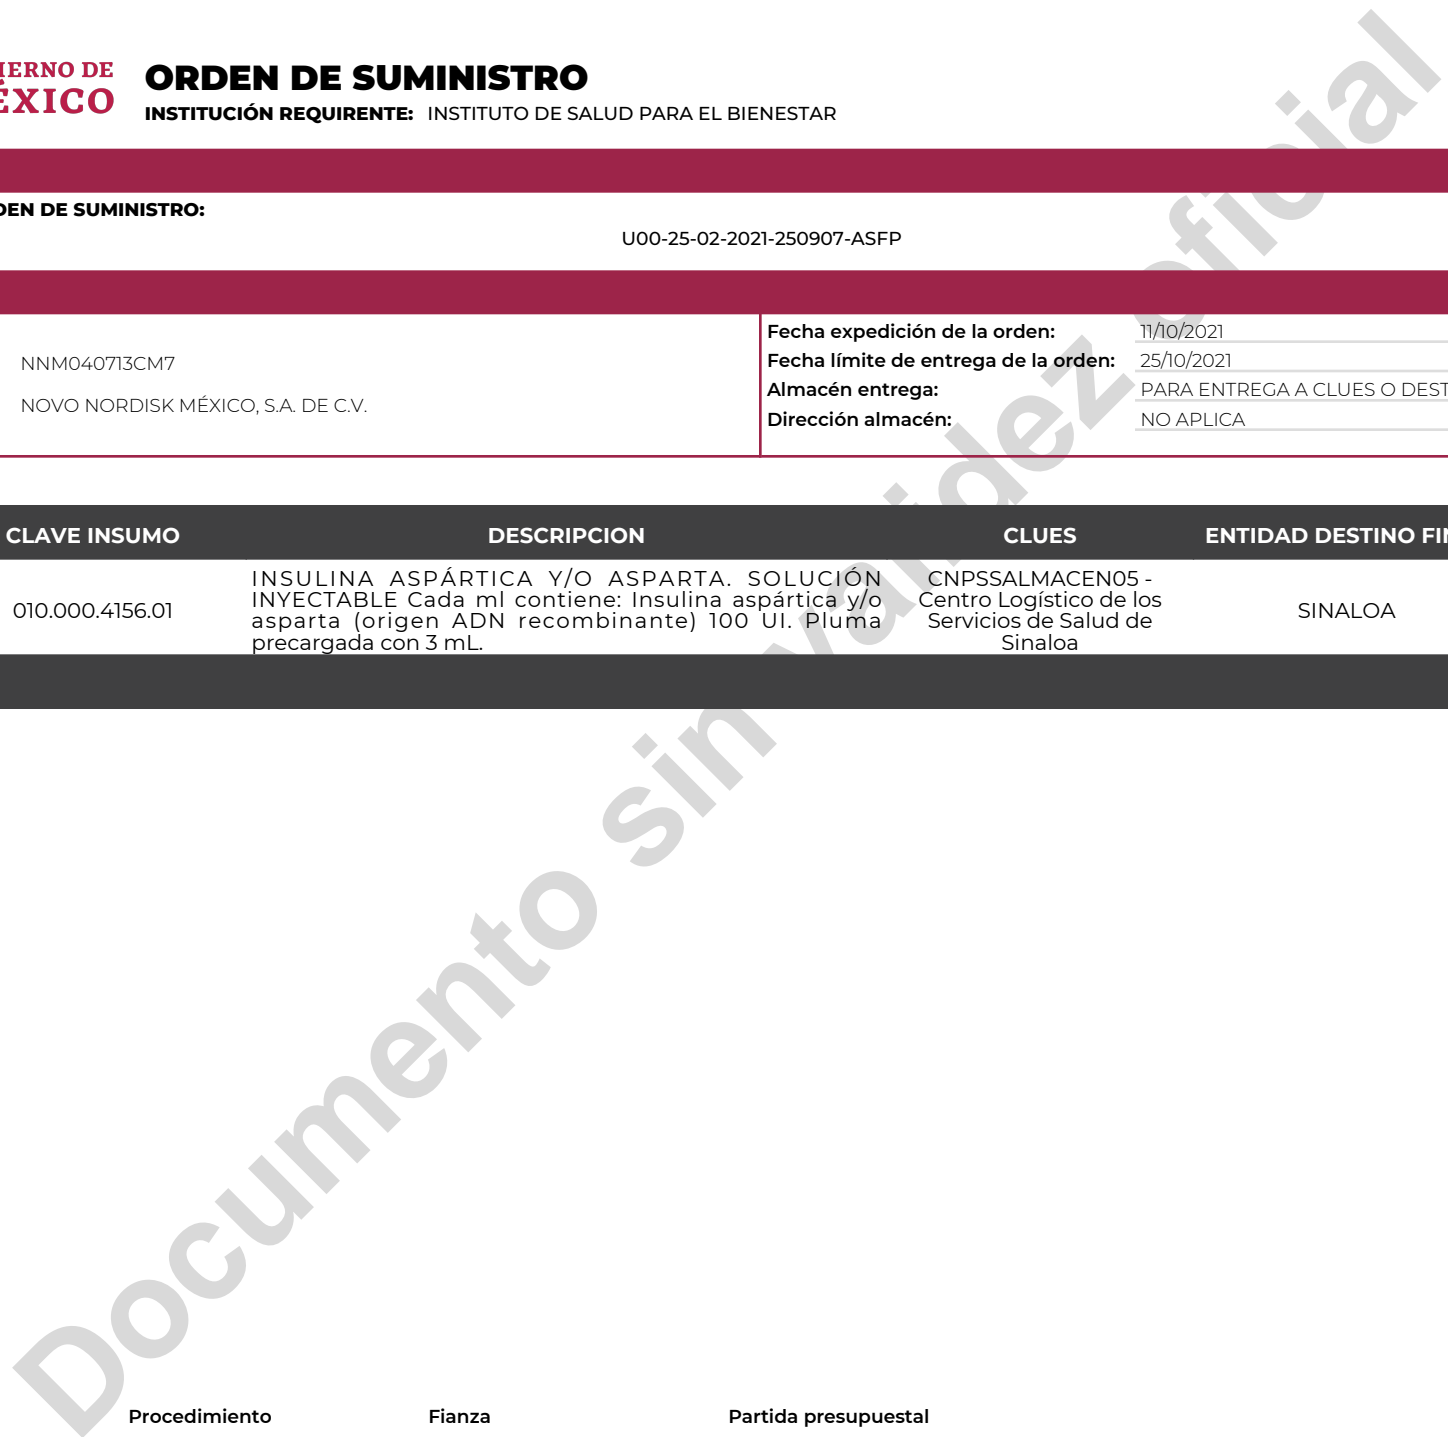 IERNO DE
ÉXICO
ORDEN DE SUMINISTRO
INSTITUCIÓN REQUIRENTE: INSTITUTO DE SALUD PARA EL BIENESTAR
DEN DE SUMINISTRO:
U00-25-02-2021-250907-ASFP
NNM040713CM7
NOVO NORDISK MÉXICO, S.A. DE C.V.
Fecha expedición de la orden: 11/10/2021
Fecha límite de entrega de la orden: 25/10/2021
Almacén entrega: PARA ENTREGA A CLUES O DEST
Dirección almacén: NO APLICA
CLAVE INSUMO DESCRIPCION CLUES ENTIDAD DESTINO FIN
010.000.4156.01
INSULINA ASPÁRTICA Y/O ASPARTA. SOLUCIÓN
INYECTABLE Cada ml contiene: Insulina aspártica y/o
asparta (origen ADN recombinante) 100 UI. Pluma
precargada con 3 mL.
CNPSSALMACEN05 -
Centro Logístico de los
Servicios de Salud de
Sinaloa
SINALOA
Documento sin validez oficial
Procedimiento Fianza Partida presupuestal